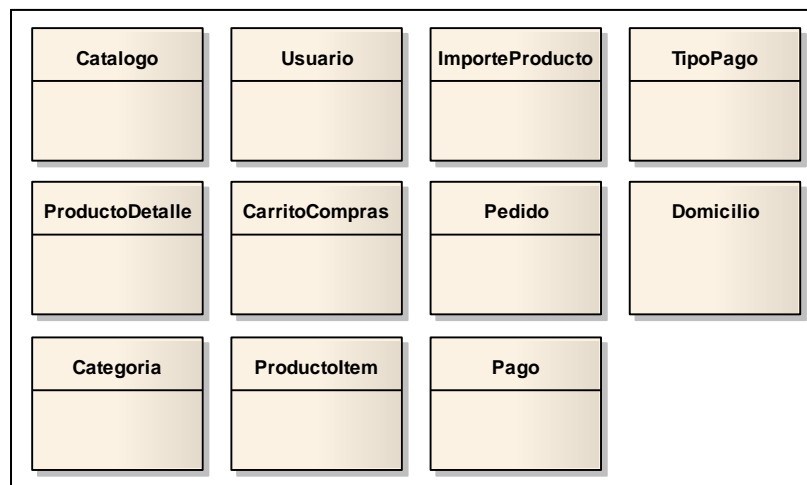 Catalogo
Usuario
ImporteProducto
TipoPago
ProductoDetalle
CarritoCompras
Pedido
Domicilio
Categoria
ProductoItem
Pago